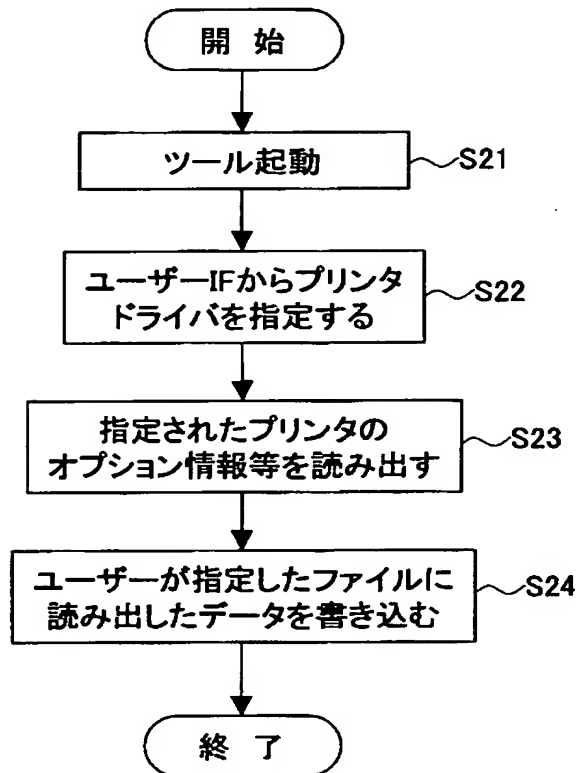 開 始
ツール起動
S21
ユーザーIFからプリンタ
ドライバを指定する
S22
指定されたプリンタの
オプション情報等を読み出す
S23
ユーザーが指定したファイルに
読み出したデータを書き込む
S24
終 了